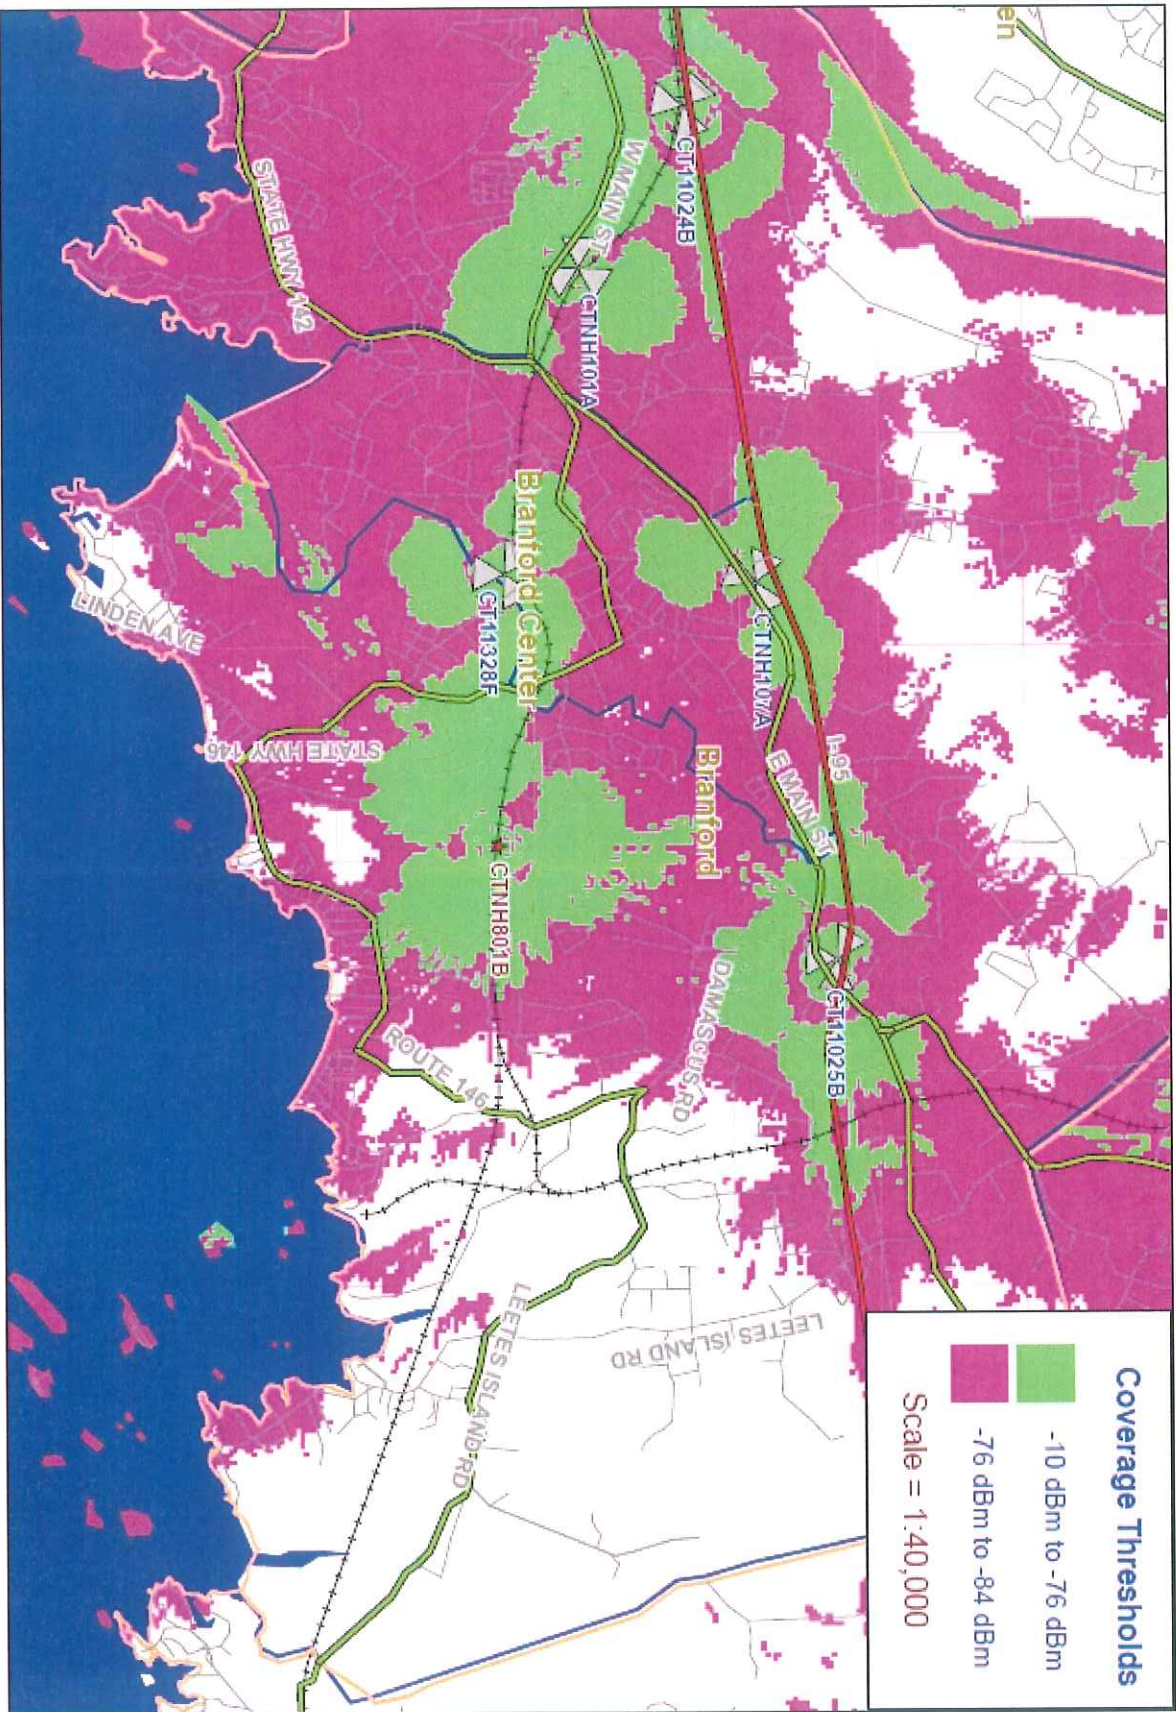 Coverage Thresholds
-10 dBm to -76 dBm
-76 dBm to -84 dBm
Scale = 1:40,000
en
CT11024B
W MAIN ST
CTNH101A
STATE HWY 142
Branford Center
CT11328F
CTNH107A
I-95
E MAIN ST
Branford
LINDEN AVE
STATE HWY 146
CTNH801B
DAMASCUS RD
CT11025B
ROUTE 146
LEETES ISLAND RD
LEETES ISLAND RD